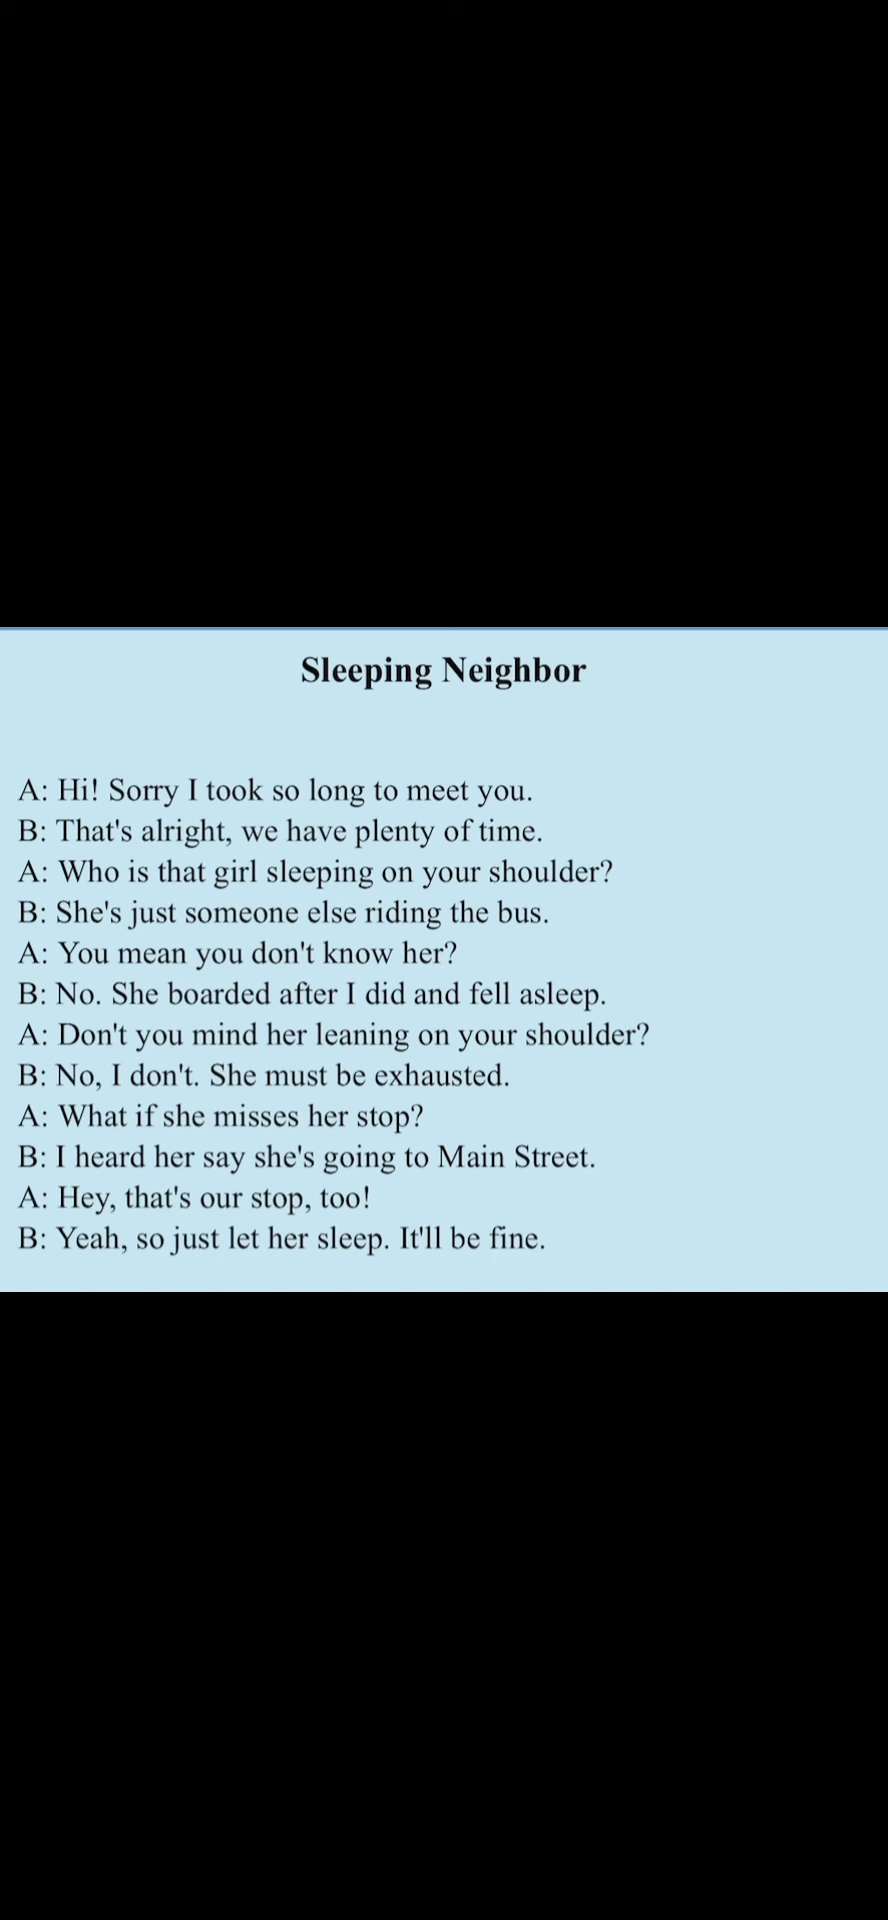 Sleeping Neighbor
A: Hi! Sorry I took so long to meet you.
B: That's alright, we have plenty of time.
A: Who is that girl sleeping on your shoulder?
B: She's just someone else riding the bus.
A: You mean you don't know her?
B: No. She boarded after I did and fell asleep.
A: Don't you mind her leaning on your shoulder?
B: No, I don't. She must be exhausted.
A: What if she misses her stop?
B: I heard her say she's going to Main Street.
A: Hey, that's our stop, too!
B: Yeah, so just let her sleep. It'll be fine.